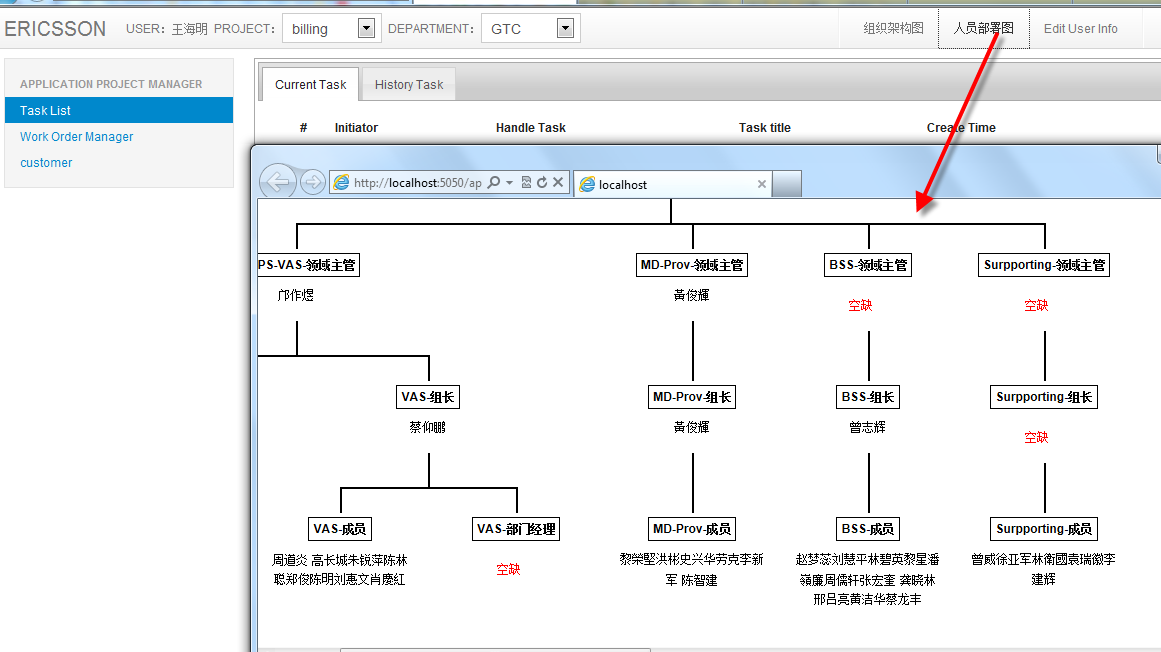 ERICSSON USER: 王海明 PROJECT: billing DEPARTMENT: GTC 组织架构图 人员部署图 Edit User Info
APPLICATION PROJECT MANAGER
Task List
Work Order Manager
customer
Current Task History Task
# Initiator Handle Task Task title Create Time
http://localhost:5050/ap localhost
PS-VAS-领域主管 MD-Prov-领域主管 BSS-领域主管 Surpporting-领域主管
邝作煜 黃俊輝 空缺 空缺
VAS-组长 MD-Prov-组长 BSS-组长 Surpporting-组长
蔡仰鹏 黃俊輝 曾志辉 空缺
VAS-成员 VAS-部门经理 MD-Prov-成员 BSS-成员 Surpporting-成员
周道炎 高长城朱锐萍陈林 空缺 黎榮堅洪彬史兴华劳克李新 赵梦蕊刘慧平林碧英黎星潘 曾威徐亚军林衛國袁瑞徽李
聪郑俊陈明刘惠文肖慶紅 军 陈智建 嶺廉周儒轩张宏奎 龚晓林 建辉
邢吕亮黄洁华蔡龙丰